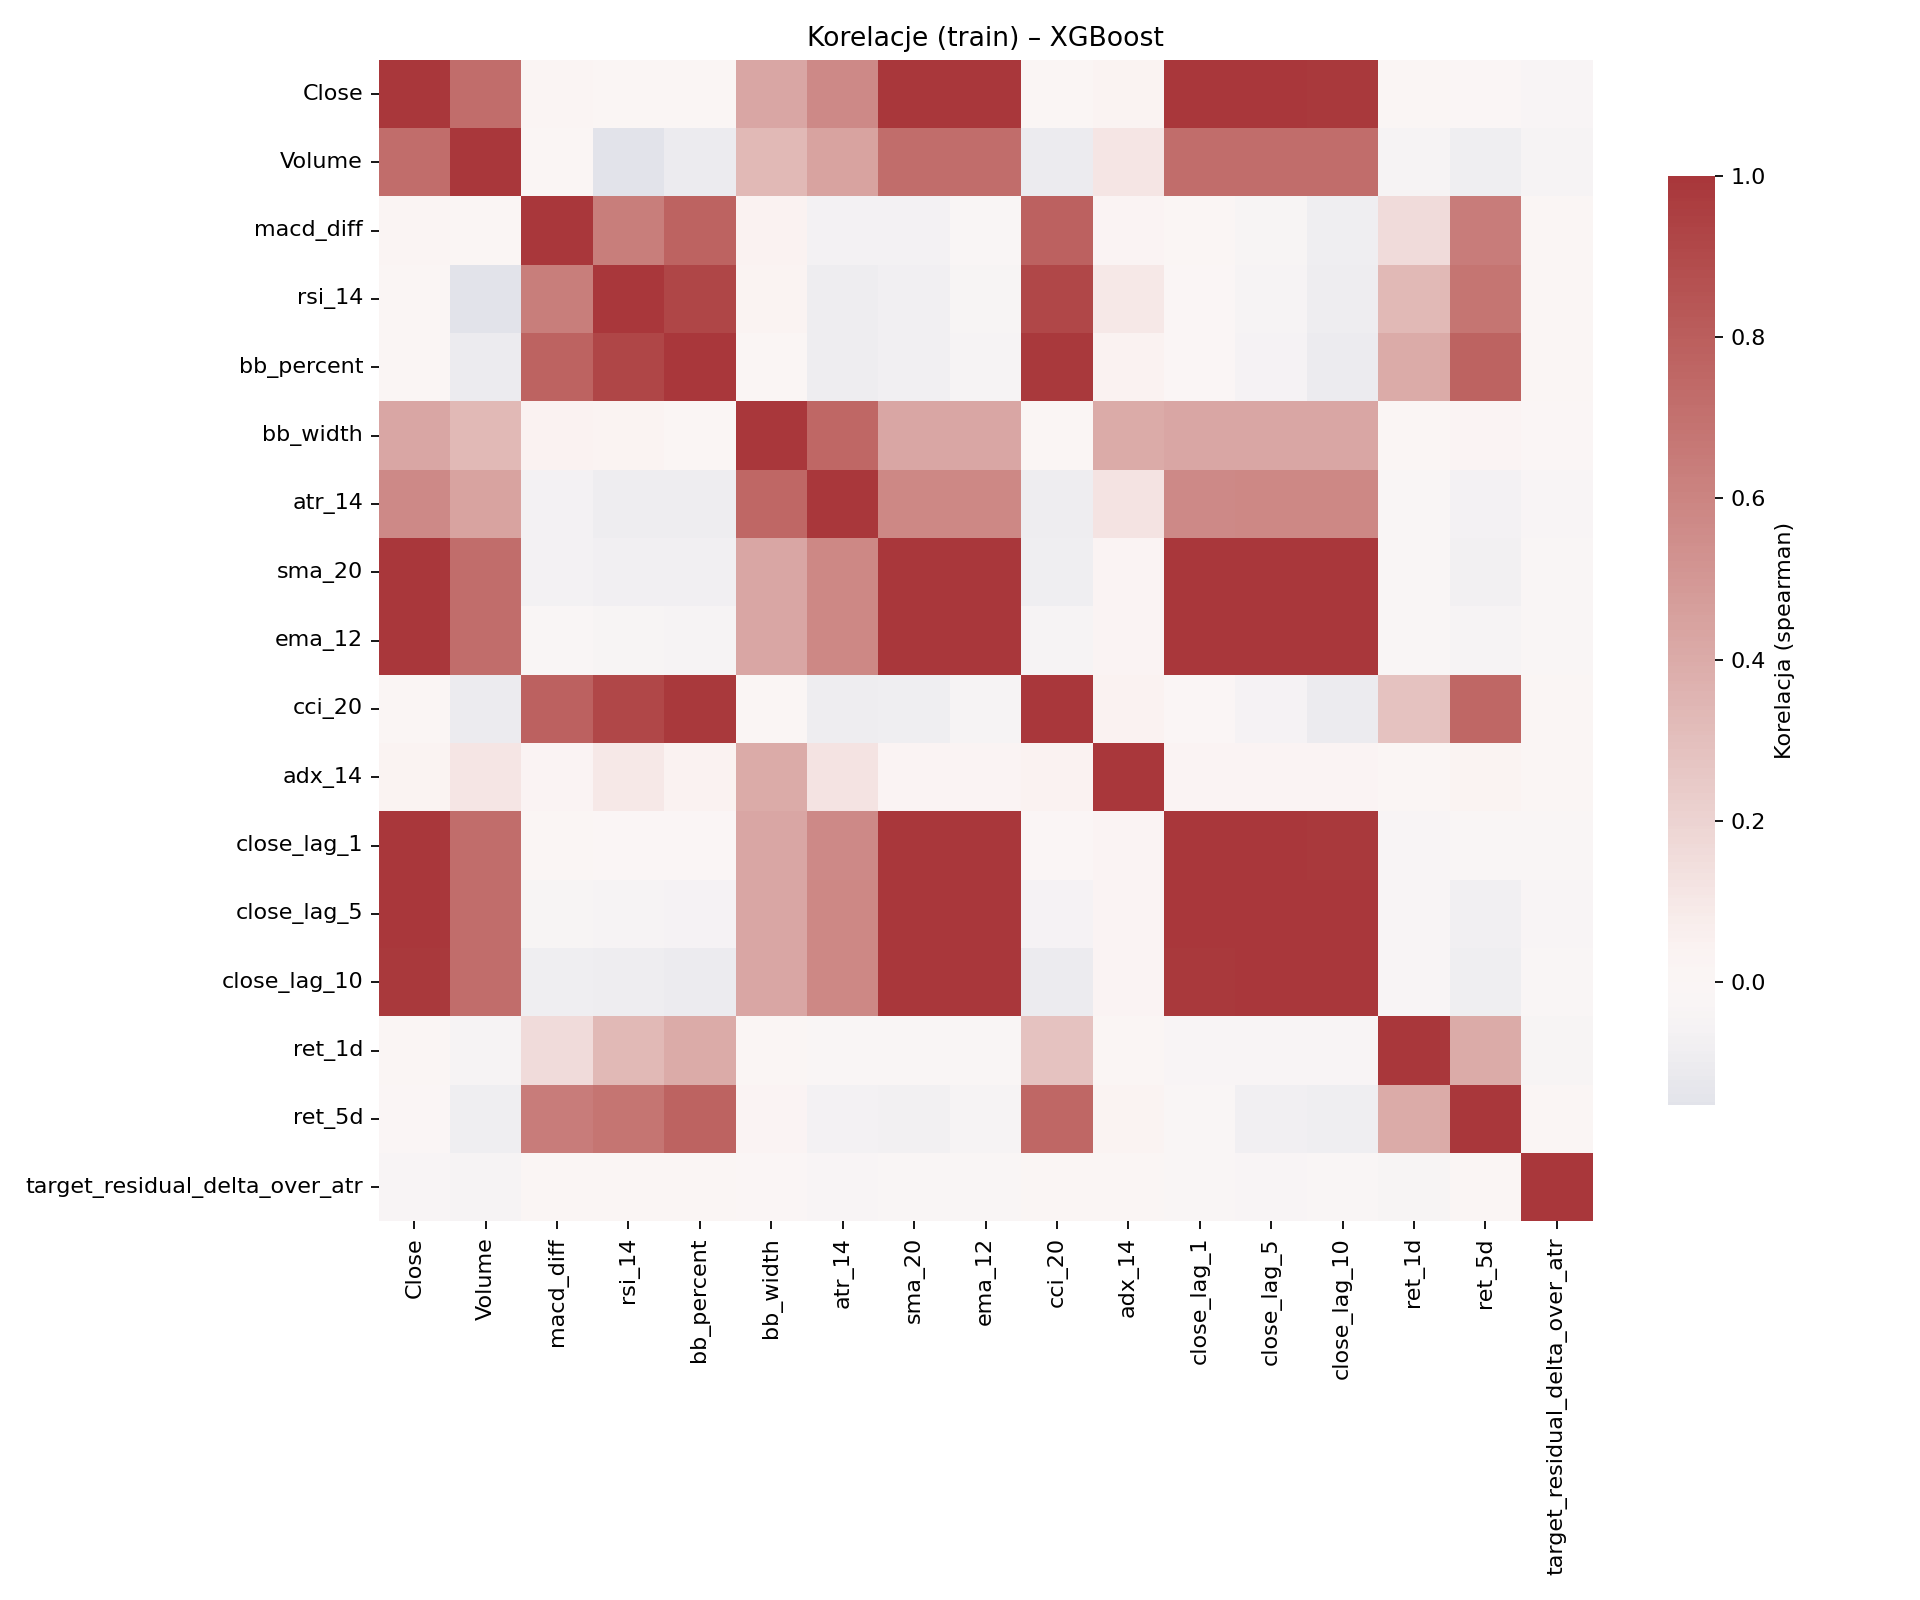 Korelacje (train) – XGBoost
Close
Volume
macd_diff
rsi_14
bb_percent
bb_width
atr_14
sma_20
ema_12
cci_20
adx_14
close_lag_1
close_lag_5
close_lag_10
ret_1d
ret_5d
target_residual_delta_over_atr
Close
Volume
macd_diff
rsi_14
bb_percent
bb_width
atr_14
sma_20
ema_12
cci_20
adx_14
close_lag_1
close_lag_5
close_lag_10
ret_1d
ret_5d
target_residual_delta_over_atr
1.0
0.8
0.6
0.4
0.2
0.0
Korelacja (spearman)